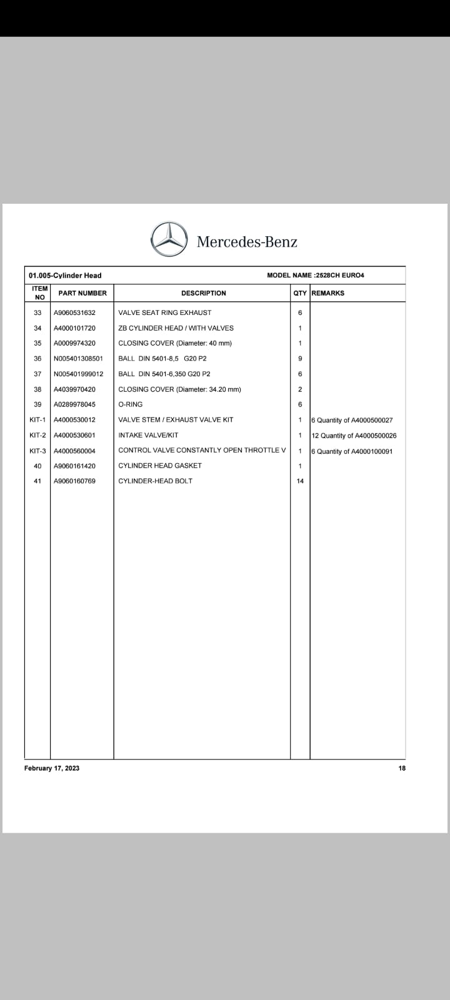 Mercedes-Benz
01.005-Cylinder Head MODEL NAME :2528CH EURO4
ITEM NO PART NUMBER DESCRIPTION QTY REMARKS
33 A9060531632 VALVE SEAT RING EXHAUST 6
34 A4000101720 ZB CYLINDER HEAD / WITH VALVES 1
35 A0009974320 CLOSING COVER (Diameter: 40 mm) 1
36 N005401308501 BALL DIN 5401-8,5 G20 P2 9
37 N005401999012 BALL DIN 5401-6,350 G20 P2 6
38 A4039970420 CLOSING COVER (Diameter: 34.20 mm) 2
39 A0289978045 O-RING 6
KIT-1 A4000530012 VALVE STEM / EXHAUST VALVE KIT 1 6 Quantity of A4000500027
KIT-2 A4000530601 INTAKE VALVE/KIT 1 12 Quantity of A4000500026
KIT-3 A4000560004 CONTROL VALVE CONSTANTLY OPEN THROTTLE V 1 6 Quantity of A4000100091
40 A9060161420 CYLINDER HEAD GASKET 1
41 A9060160769 CYLINDER-HEAD BOLT 14
February 17, 2023 18